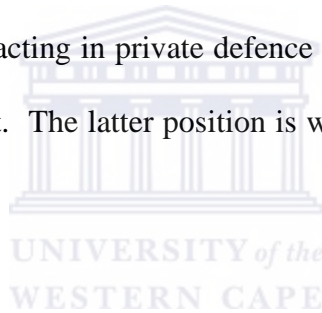 acting in private defence
t. The latter position is w
UNIVERSITY of the
WESTERN CAPE